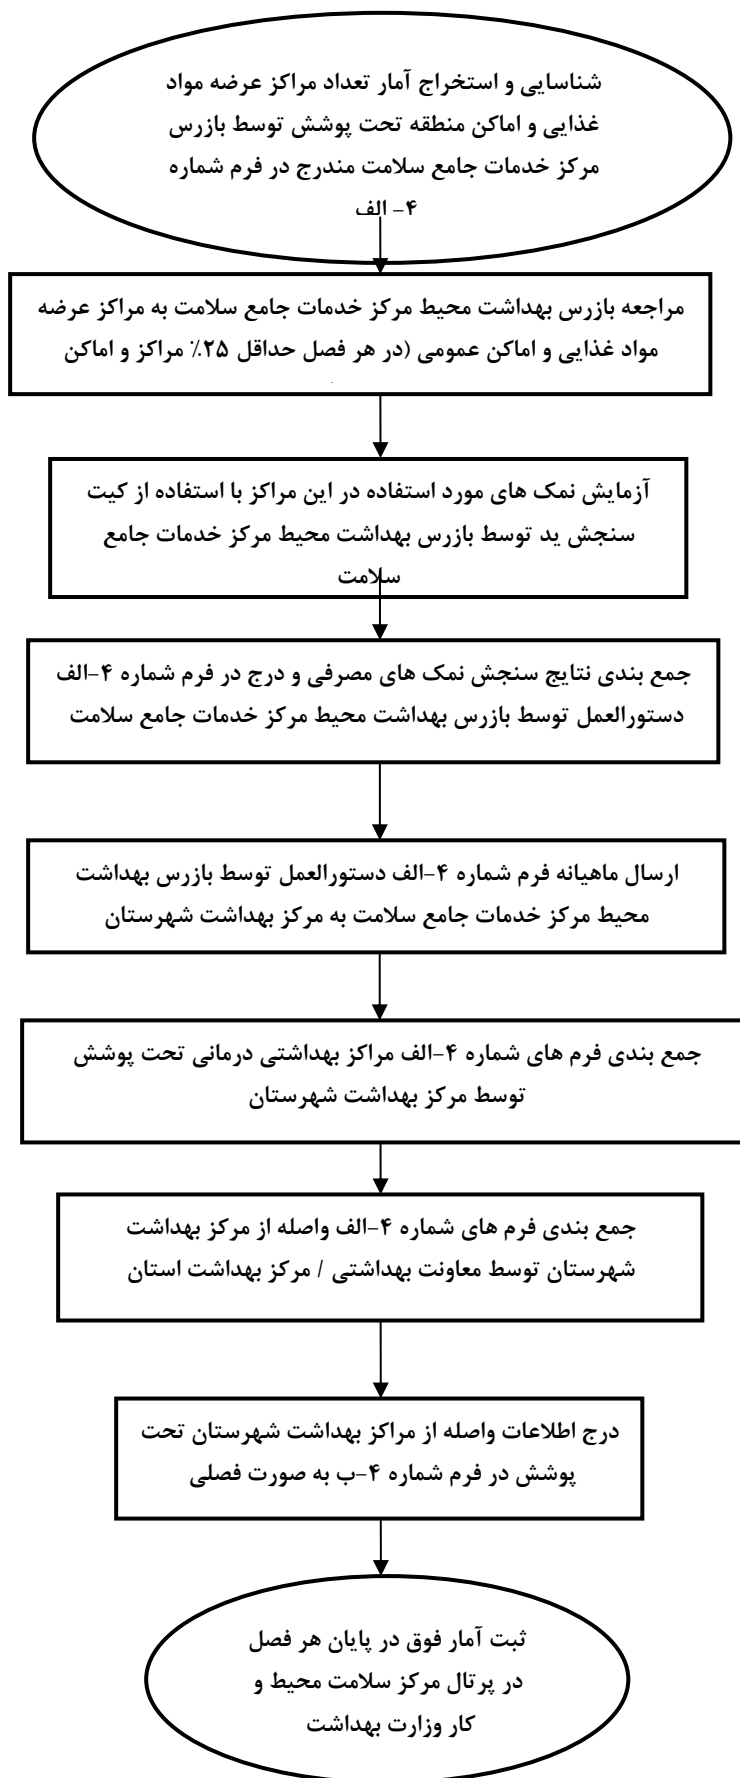 شناسایی و استخراج آمار تعداد مراکز عرضه مواد
غذایی و اماکن منطقه تحت پوشش توسط بازرس
مرکز خدمات جامع سلامت مندرج در فرم شماره
۴- الف
مراجعه بازرس بهداشت محیط مرکز خدمات جامع سلامت به مراکز عرضه
مواد غذایی و اماکن عمومی (در هر فصل حداقل ۲۵٪ مراکز و اماکن
آزمایش نمک های مورد استفاده در این مراکز با استفاده از کیت
سنجش ید توسط بازرس بهداشت محیط مرکز خدمات جامع
سلامت
جمع بندی نتایج سنجش نمک های مصرفی و درج در فرم شماره ۴-الف
دستورالعمل توسط بازرس بهداشت محیط مرکز خدمات جامع سلامت
ارسال ماهیانه فرم شماره ۴-الف دستورالعمل توسط بازرس بهداشت
محیط مرکز خدمات جامع سلامت به مرکز بهداشت شهرستان
جمع بندی فرم های شماره ۴-الف مراکز بهداشتی درمانی تحت پوشش
توسط مرکز بهداشت شهرستان
جمع بندی فرم های شماره ۴-الف واصله از مرکز بهداشت
شهرستان توسط معاونت بهداشتی / مرکز بهداشت استان
درج اطلاعات واصله از مراکز بهداشت شهرستان تحت
پوشش در فرم شماره ۴-ب به صورت فصلی
ثبت آمار فوق در پایان هر فصل
در پرتال مرکز سلامت محیط و
کار وزارت بهداشت